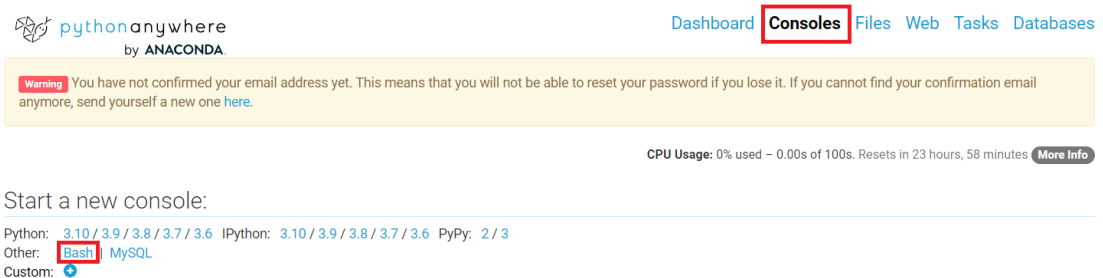 pythonanywhere
by ANACONDA.
Dashboard Consoles Files Web Tasks Databases
Warning You have not confirmed your email address yet. This means that you will not be able to reset your password if you lose it. If you cannot find your confirmation email
anymore, send yourself a new one here.
CPU Usage: 0% used – 0.00s of 100s. Resets in 23 hours, 58 minutes More Info
Start a new console:
Python: 3.10 / 3.9 / 3.8 / 3.7 / 3.6 IPython: 3.10 / 3.9 / 3.8 / 3.7 / 3.6 PyPy: 2 / 3
Other: Bash | MySQL
Custom: